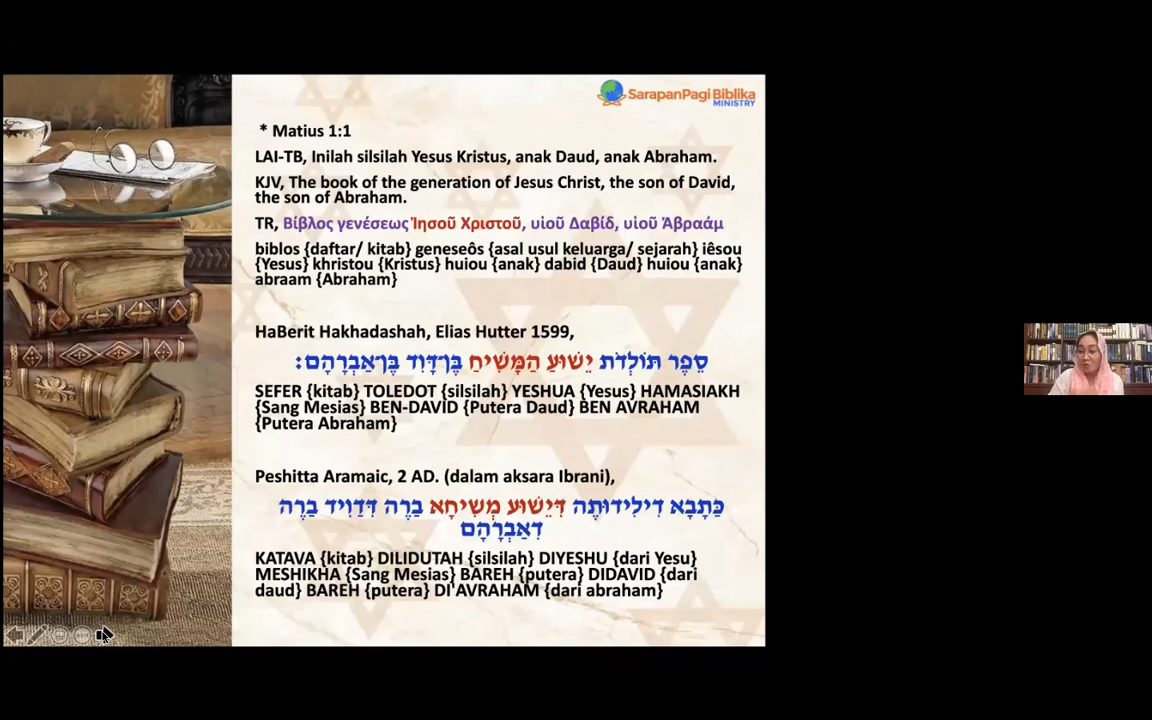 SarapanPagi Biblika
MINISTRY
* Matius 1:1
LAI-TB, Inilah silsilah Yesus Kristus, anak Daud, anak Abraham.
KJV, The book of the generation of Jesus Christ, the son of David,
the son of Abraham.
TR, Βίβλος γενέσεως Ἰησοῦ Χριστοῦ, υἱοῦ Δαβίδ, υἱοῦ Ἀβραάμ
biblos {daftar/ kitab} geneseôs {asal usul keluarga/ sejarah} iêsou
{Yesus} khristou {Kristus} huiou {anak} dabid {Daud} huiou {anak}
abraam {Abraham}
HaBerit Hakhadashah, Elias Hutter 1599,
סֵפֶר תּוֹלְדֹת יֵשׁוּעַ הַמָּשִׁיחַ בֶּן־דָּוִד בֶּן־אַבְרָהָם׃
SEFER {kitab} TOLEDOT {silsilah} YESHUA {Yesus} HAMASIAKH
{Sang Mesias} BEN-DAVID {Putera Daud} BEN AVRAHAM
{Putera Abraham}
Peshitta Aramaic, 2 AD. (dalam aksara Ibrani),
כַּתָבָא דִילִידוּתֶה דְּיֵשׁוּע מְשִׁיחָא בַרֶה דְּדַוִיד בַרֶה
דְאַבְרָהָם
KATAVA {kitab} DILIDUTAH {silsilah} DIYESHU {dari Yesu}
MESHIKHA {Sang Mesias} BAREH {putera} DIDAVID {dari
daud} BAREH {putera} DI'AVRAHAM {dari abraham}